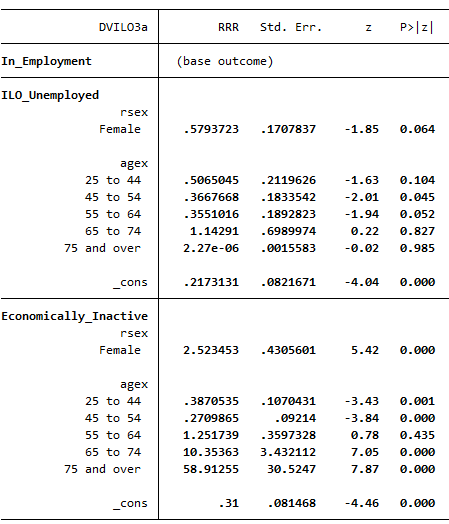 DVILO3a RRR Std. Err. z P>|z|
In_Employment (base outcome)
ILO_Unemployed
rsex
Female .5793723 .1707837 -1.85 0.064
agex
25 to 44 .5065045 .2119626 -1.63 0.104
45 to 54 .3667668 .1833542 -2.01 0.045
55 to 64 .3551016 .1892823 -1.94 0.052
65 to 74 1.14291 .6989974 0.22 0.827
75 and over 2.27e-06 .0015583 -0.02 0.985
_cons .2173131 .0821671 -4.04 0.000
Economically_Inactive
rsex
Female 2.523453 .4305601 5.42 0.000
agex
25 to 44 .3870535 .1070431 -3.43 0.001
45 to 54 .2709865 .09214 -3.84 0.000
55 to 64 1.251739 .3597328 0.78 0.435
65 to 74 10.35363 3.432112 7.05 0.000
75 and over 58.91255 30.5247 7.87 0.000
_cons .31 .081468 -4.46 0.000